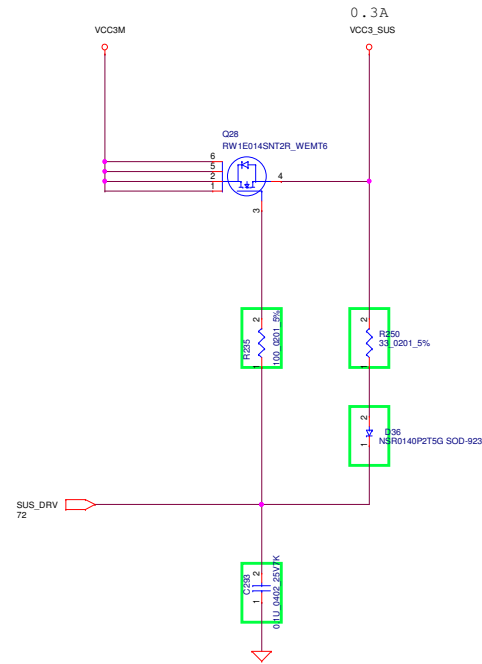 0.3A
VCC3M
VCC3_SUS
Q28
RW1E014SNT2R_WEMT6
6
5
2
1
4
3
2
R235
100_0201_5%
1
2
R250
33_0201_5%
1
2
D36
1
NSR0140P2T5G SOD-923
SUS_DRV
72
2
C293
0.1U_0402_25V7K
1